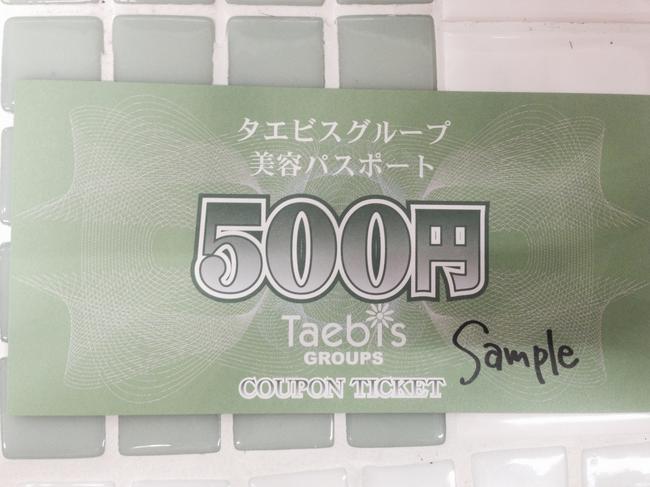 タエビスグループ
美容パスポート
500円
Taebis
GROUPS
Sample
COUPON TICKET